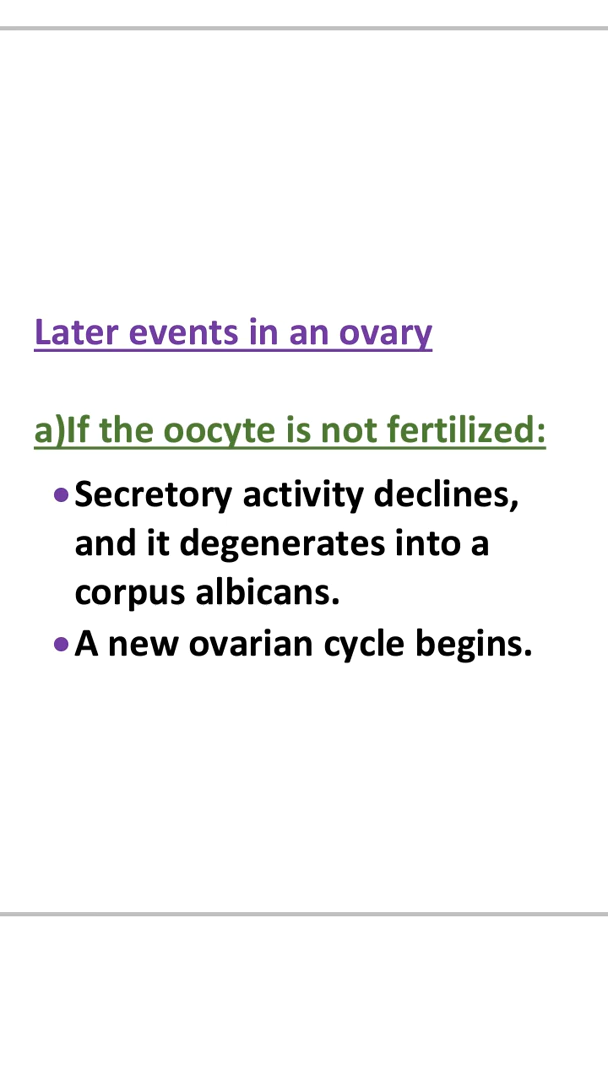 Later events in an ovary
a)If the oocyte is not fertilized:
•Secretory activity declines,
and it degenerates into a
corpus albicans.
•A new ovarian cycle begins.